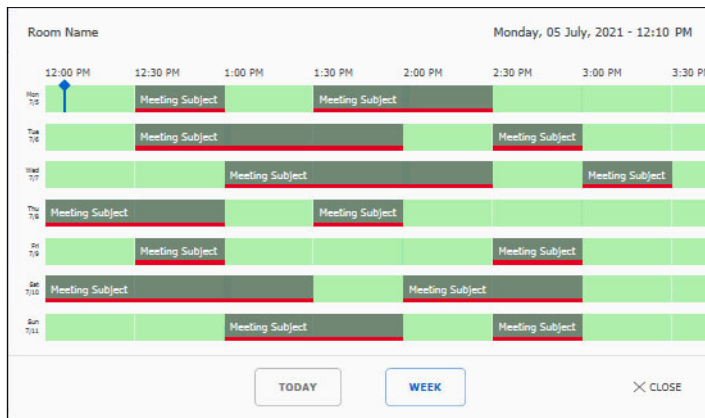 Room Name Monday, 05 July, 2021 - 12:10 PM
12:00 PM 12:30 PM 1:00 PM 1:30 PM 2:00 PM 2:30 PM 3:00 PM 3:30 PM
Mon Meeting Subject Meeting Subject
7/5
Tue Meeting Subject Meeting Subject
7/6
Wed Meeting Subject Meeting Subject
7/7
Thu Meeting Subject Meeting Subject
7/8
Fri Meeting Subject Meeting Subject
7/9
Sat Meeting Subject Meeting Subject
7/10
Sun Meeting Subject Meeting Subject
7/11
TODAY WEEK CLOSE